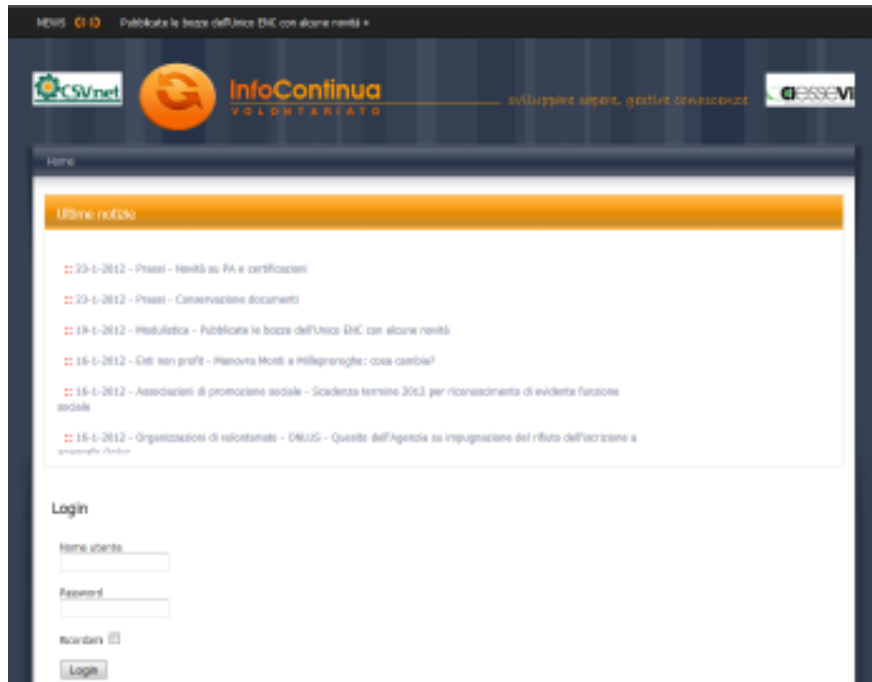 NEWS Pubblicate le bozze dell'Unico ENC con alcune novità »
CSVnet
InfoContinua
VOLONTARIATO
sviluppare sapere, gestire conoscenze
Home
Ultime notizie
:: 23-1-2012 - Prassi - Novità su PA e certificazioni
:: 23-1-2012 - Prassi - Conservazione documenti
:: 19-1-2012 - Modulistica - Pubblicate le bozze dell'Unico ENC con alcune novità
:: 16-1-2012 - Enti non profit - Manovra Monti e Milleproroghe: cosa cambia?
:: 16-1-2012 - Associazioni di promozione sociale - Scadenza termine 2012 per riconoscimento di evidente funzione
sociale
:: 16-1-2012 - Organizzazioni di volontariato - ONLUS - Quesito dell'Agenzia su impugnazione del rifiuto dell'iscrizione a
Login
Nome utente
Password
Ricordami
Login